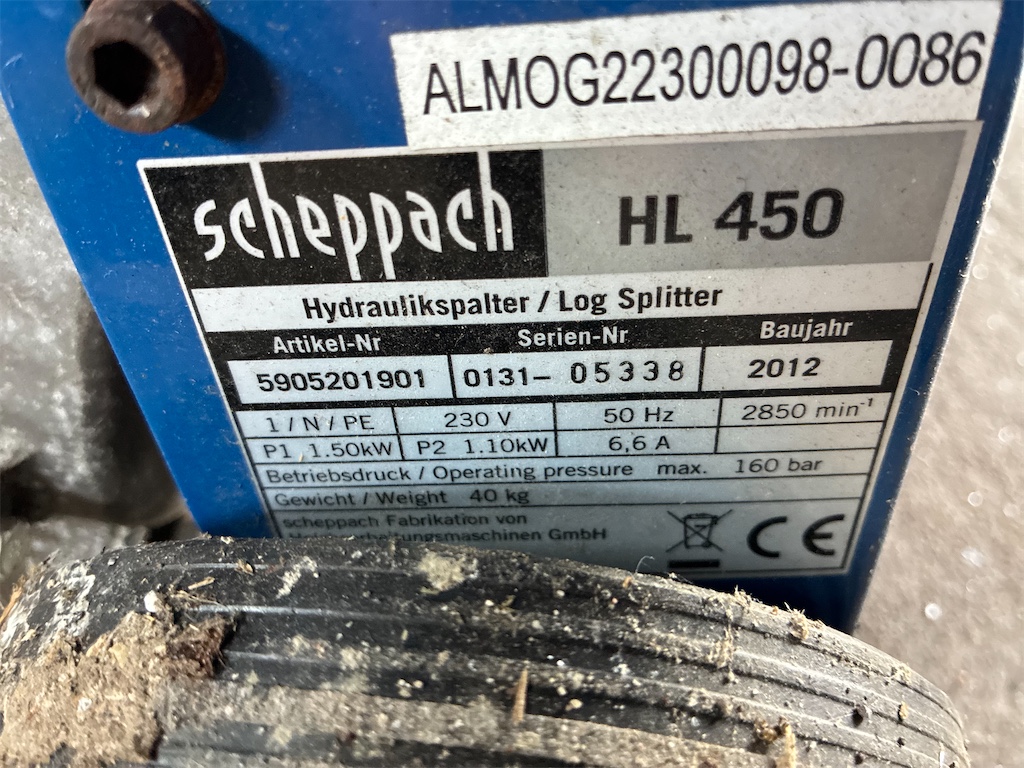 ALMOG22300098-0086
scheppach HL 450
Hydraulikspalter / Log Splitter
Artikel-Nr Serien-Nr Baujahr
5905201901 0131- 05338 2012
1 / N / PE 230 V 50 Hz 2850 min⁻¹
P1 1.50kW P2 1.10kW 6,6 A
Betriebsdruck / Operating pressure max. 160 bar
Gewicht / Weight 40 kg
scheppach Fabrikation von
GmbH
CE